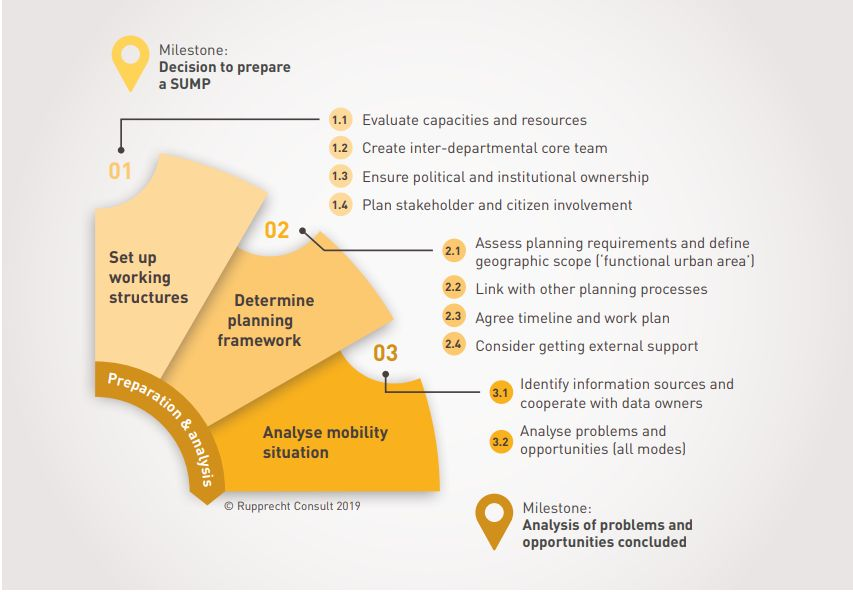 Milestone:
Decision to prepare
a SUMP
01
1.1 Evaluate capacities and resources
1.2 Create inter-departmental core team
1.3 Ensure political and institutional ownership
1.4 Plan stakeholder and citizen involvement
Set up
working
structures
02
2.1 Assess planning requirements and define
geographic scope (‘functional urban area’)
2.2 Link with other planning processes
2.3 Agree timeline and work plan
2.4 Consider getting external support
Determine
planning
framework
03
3.1 Identify information sources and
cooperate with data owners
3.2 Analyse problems and
opportunities (all modes)
Analyse mobility
situation
Preparation & analysis
© Rupprecht Consult 2019
Milestone:
Analysis of problems and
opportunities concluded